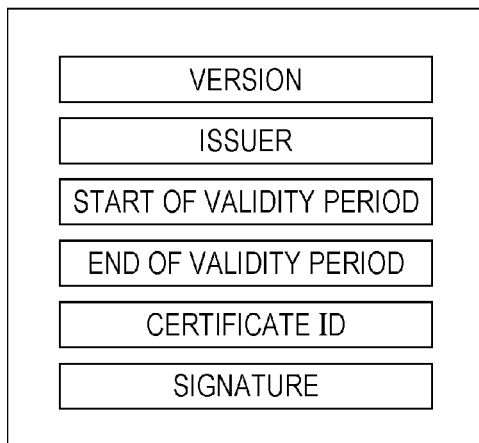 VERSION
ISSUER
START OF VALIDITY PERIOD
END OF VALIDITY PERIOD
CERTIFICATE ID
SIGNATURE